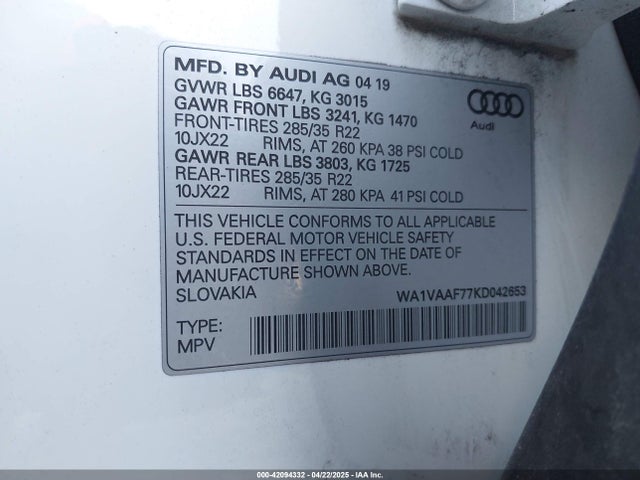 MFD. BY AUDI AG 04 19
GVWR LBS 6647, KG 3015
GAWR FRONT LBS 3241, KG 1470
FRONT-TIRES 285/35 R22
10JX22 RIMS, AT 260 KPA 38 PSI COLD
GAWR REAR LBS 3803, KG 1725
REAR-TIRES 285/35 R22
10JX22 RIMS, AT 280 KPA 41 PSI COLD
Audi
THIS VEHICLE CONFORMS TO ALL APPLICABLE
U.S. FEDERAL MOTOR VEHICLE SAFETY
STANDARDS IN EFFECT ON THE DATE OF
MANUFACTURE SHOWN ABOVE.
SLOVAKIA WA1VAAF77KD042653
TYPE:
MPV
000-42094332 - 04/22/2025 - IAA Inc.